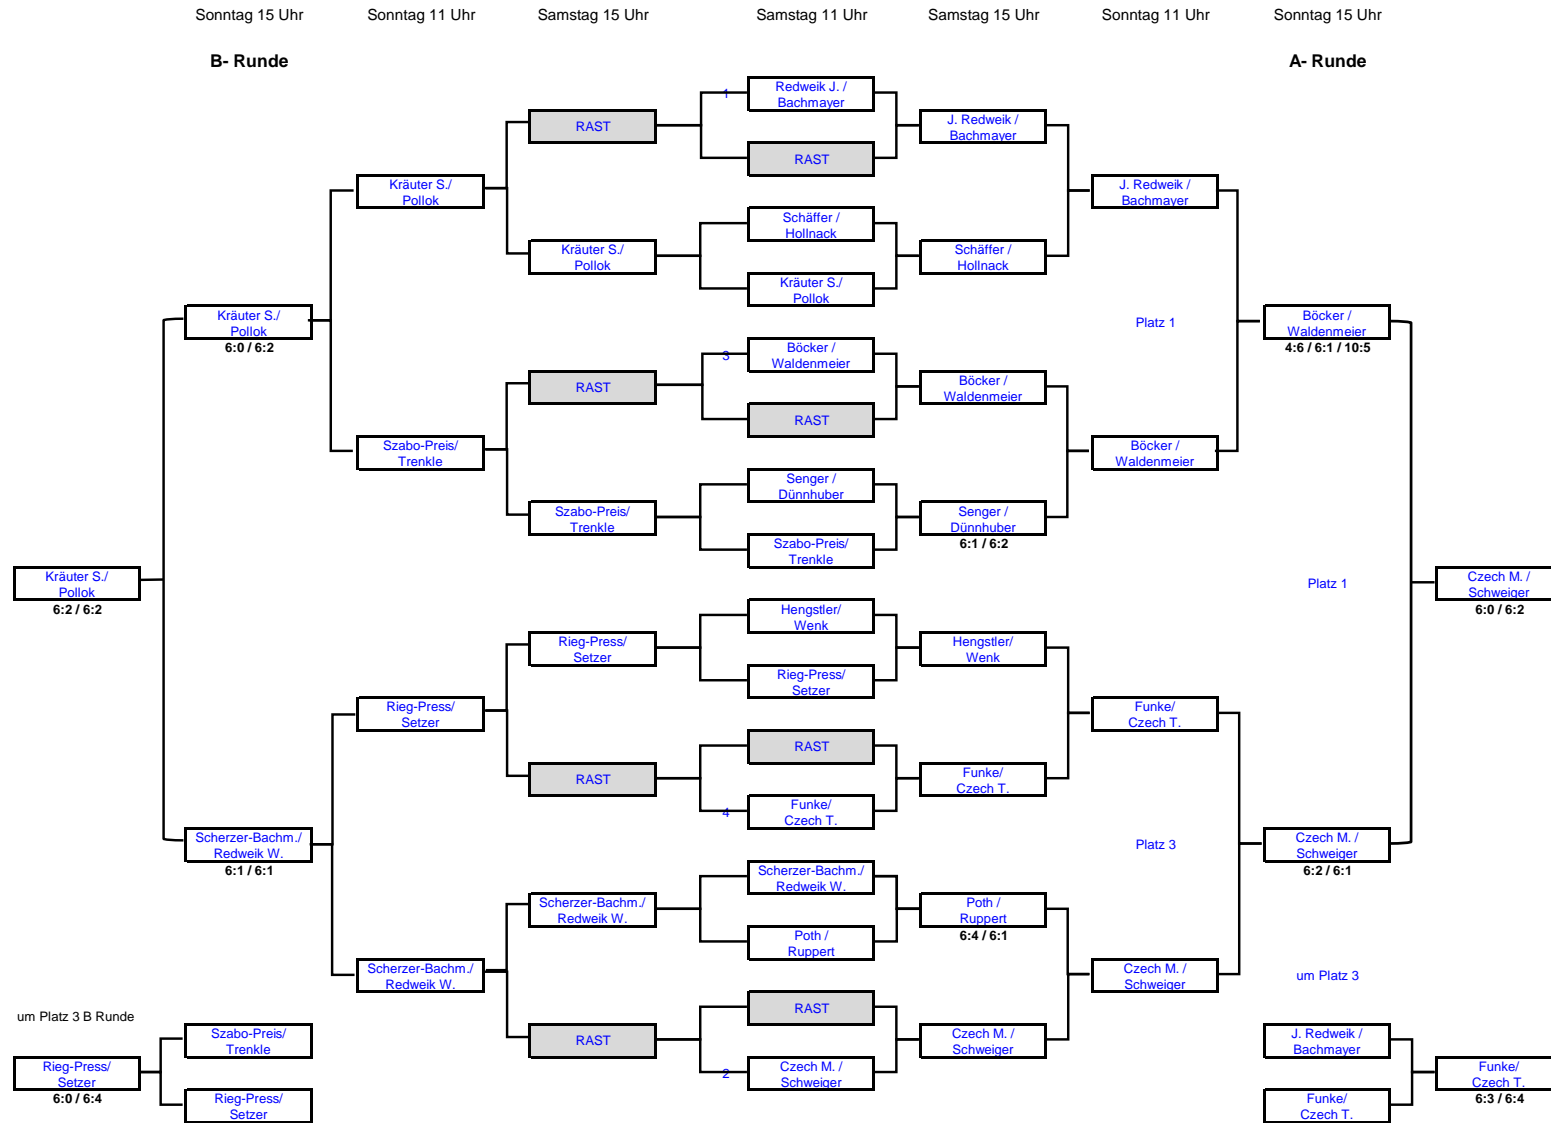 Sonntag 15 Uhr
Sonntag 11 Uhr
Samstag 15 Uhr
Samstag 11 Uhr
Samstag 15 Uhr
Sonntag 11 Uhr
Sonntag 15 Uhr
B- Runde
A- Runde
Kräuter S./
Pollok
6:2 / 6:2
um Platz 3 B Runde
Rieg-Press/
Setzer
6:0 / 6:4
Kräuter S./
Pollok
6:0 / 6:2
Scherzer-Bachm./
Redweik W.
6:1 / 6:1
Szabo-Preis/
Trenkle
Rieg-Press/
Setzer
Kräuter S./
Pollok
Szabo-Preis/
Trenkle
Rieg-Press/
Setzer
Scherzer-Bachm./
Redweik W.
RAST
Kräuter S./
Pollok
RAST
Szabo-Preis/
Trenkle
Rieg-Press/
Setzer
RAST
Scherzer-Bachm./
Redweik W.
RAST
1
Redweik J. /
Bachmayer
RAST
Schäffer /
Hollnack
Kräuter S./
Pollok
3
Böcker /
Waldenmeier
RAST
Senger /
Dünnhuber
Szabo-Preis/
Trenkle
Hengstler/
Wenk
Rieg-Press/
Setzer
RAST
4
Funke/
Czech T.
Scherzer-Bachm./
Redweik W.
Poth /
Ruppert
RAST
2
Czech M. /
Schweiger
J. Redweik /
Bachmayer
Schäffer /
Hollnack
Böcker /
Waldenmeier
Senger /
Dünnhuber
6:1 / 6:2
Hengstler/
Wenk
Funke/
Czech T.
Poth /
Ruppert
6:4 / 6:1
Czech M. /
Schweiger
J. Redweik /
Bachmayer
Platz 1
Böcker /
Waldenmeier
Funke/
Czech T.
Platz 3
Czech M. /
Schweiger
Böcker /
Waldenmeier
4:6 / 6:1 / 10:5
Platz 1
Czech M. /
Schweiger
6:2 / 6:1
um Platz 3
J. Redweik /
Bachmayer
Funke/
Czech T.
Czech M. /
Schweiger
6:0 / 6:2
Funke/
Czech T.
6:3 / 6:4